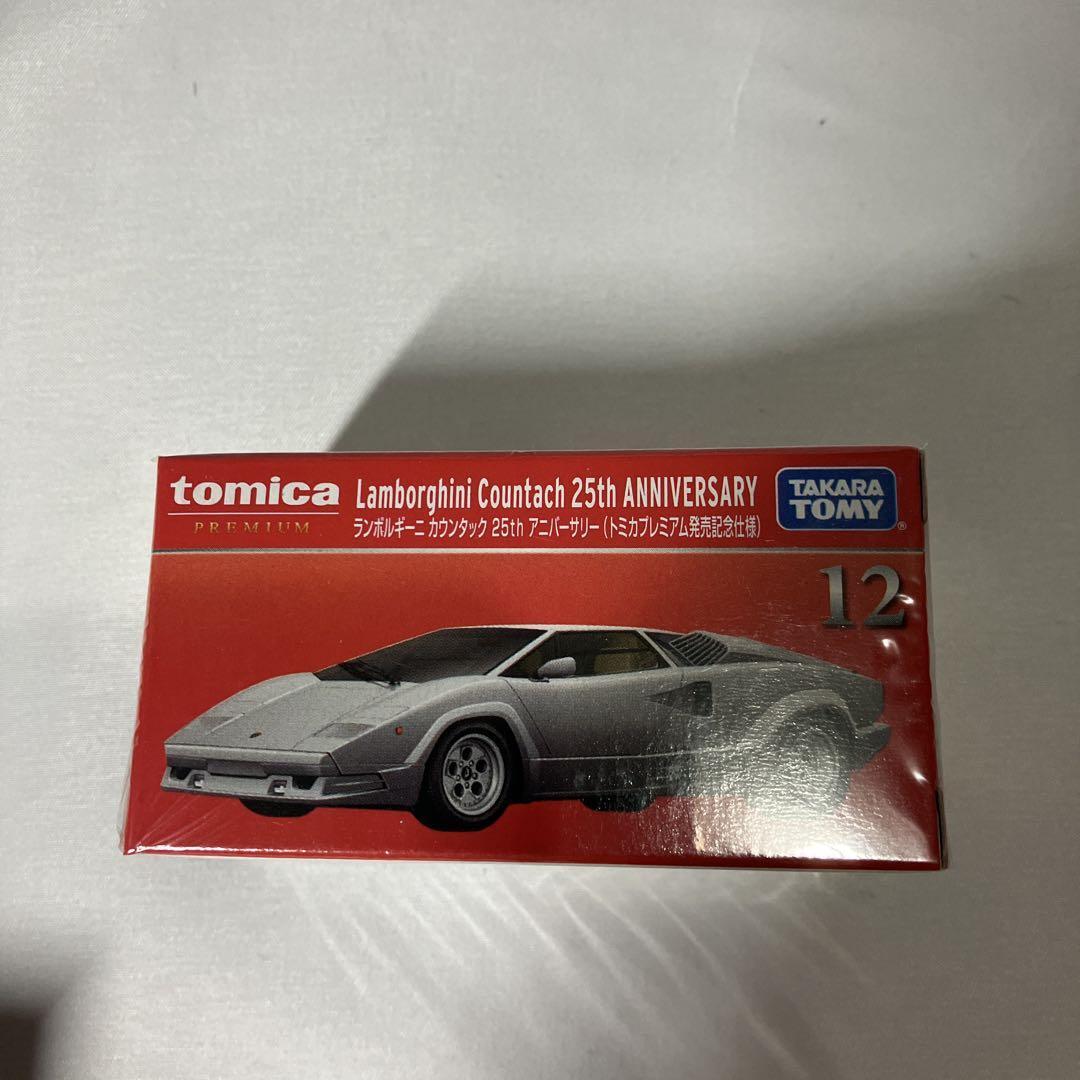 tomica
PREMIUM
Lamborghini Countach 25th ANNIVERSARY
ランボルギーニ カウンタック 25th アニバーサリー (トミカプレミアム発売記念仕様)
TAKARA
TOMY
®
12